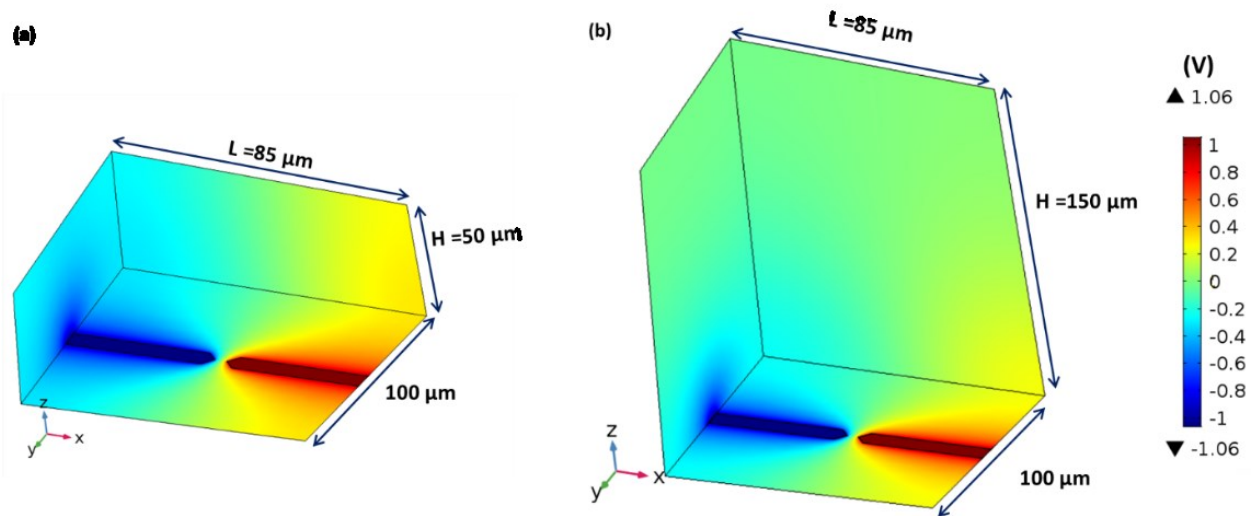 (a)
L =85 µm
H =50 µm
100 µm
z
x
y
(b)
L =85 µm
H =150 µm
100 µm
z
x
y
(V)
▲ 1.06
1
0.8
0.6
0.4
0.2
0
-0.2
-0.4
-0.6
-0.8
-1
▼ -1.06